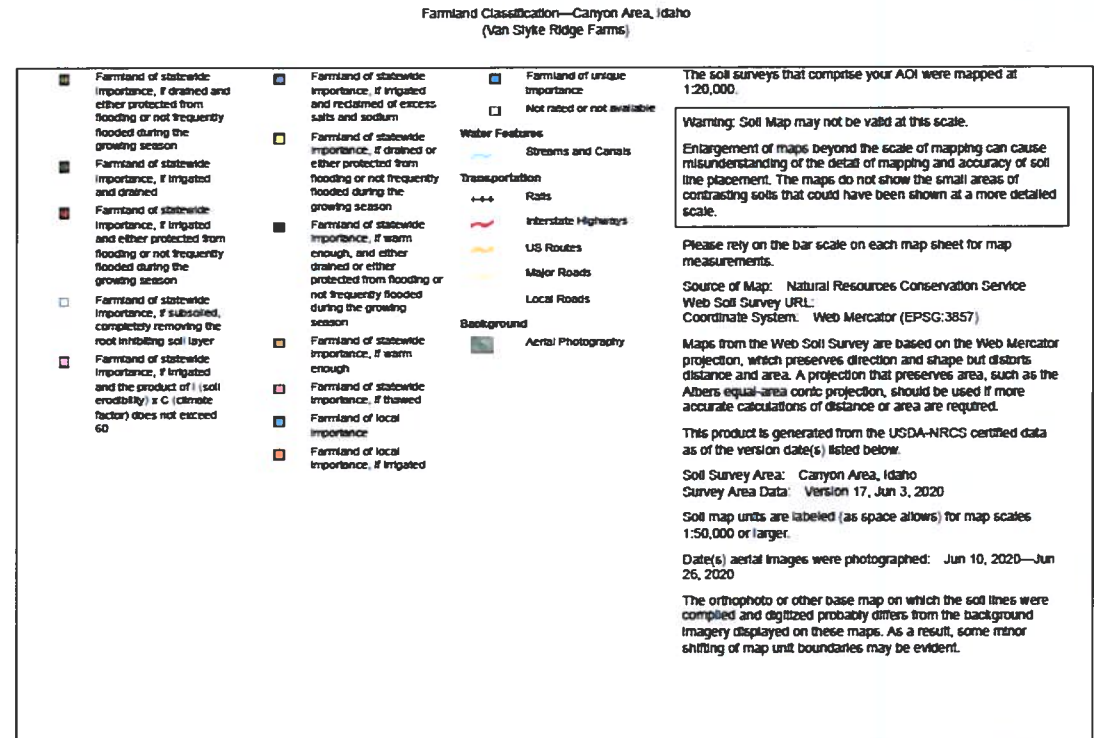 Farmland Classification—Canyon Area, Idaho
(Van Slyke Ridge Farms)
Farmland of statewide
importance, if drained and
either protected from
flooding or not frequently
flooded during the
growing season
Farmland of statewide
importance, if irrigated
and drained
Farmland of statewide
importance, if irrigated
and either protected from
flooding or not frequently
flooded during the
growing season
Farmland of statewide
importance, if subsoiled,
completely removing the
root inhibiting soil layer
Farmland of statewide
importance, if irrigated
and the product of I (soil
erodibility) x C (climate
factor) does not exceed
60
Farmland of statewide
importance, if irrigated
and reclaimed of excess
salts and sodium
Farmland of statewide
importance, if drained or
either protected from
flooding or not frequently
flooded during the
growing season
Farmland of statewide
importance, if warm
enough, and either
drained or either
protected from flooding or
not frequently flooded
during the growing
season
Farmland of statewide
importance, if warm
enough
Farmland of statewide
importance, if thawed
Farmland of local
importance
Farmland of local
importance, if irrigated
Farmland of unique
importance
Not rated or not available
Water Features
Streams and Canals
Transportation
Rails
Interstate Highways
US Routes
Major Roads
Local Roads
Background
Aerial Photography
The soil surveys that comprise your AOI were mapped at
1:20,000.
Warning: Soil Map may not be valid at this scale.
Enlargement of maps beyond the scale of mapping can cause
misunderstanding of the detail of mapping and accuracy of soil
line placement. The maps do not show the small areas of
contrasting soils that could have been shown at a more detailed
scale.
Please rely on the bar scale on each map sheet for map
measurements.
Source of Map: Natural Resources Conservation Service
Web Soil Survey URL:
Coordinate System: Web Mercator (EPSG:3857)
Maps from the Web Soil Survey are based on the Web Mercator
projection, which preserves direction and shape but distorts
distance and area. A projection that preserves area, such as the
Albers equal-area conic projection, should be used if more
accurate calculations of distance or area are required.
This product is generated from the USDA-NRCS certified data
as of the version date(s) listed below.
Soil Survey Area: Canyon Area, Idaho
Survey Area Data: Version 17, Jun 3, 2020
Soil map units are labeled (as space allows) for map scales
1:50,000 or larger.
Date(s) aerial images were photographed: Jun 10, 2020—Jun
26, 2020
The orthophoto or other base map on which the soil lines were
compiled and digitized probably differs from the background
imagery displayed on these maps. As a result, some minor
shifting of map unit boundaries may be evident.